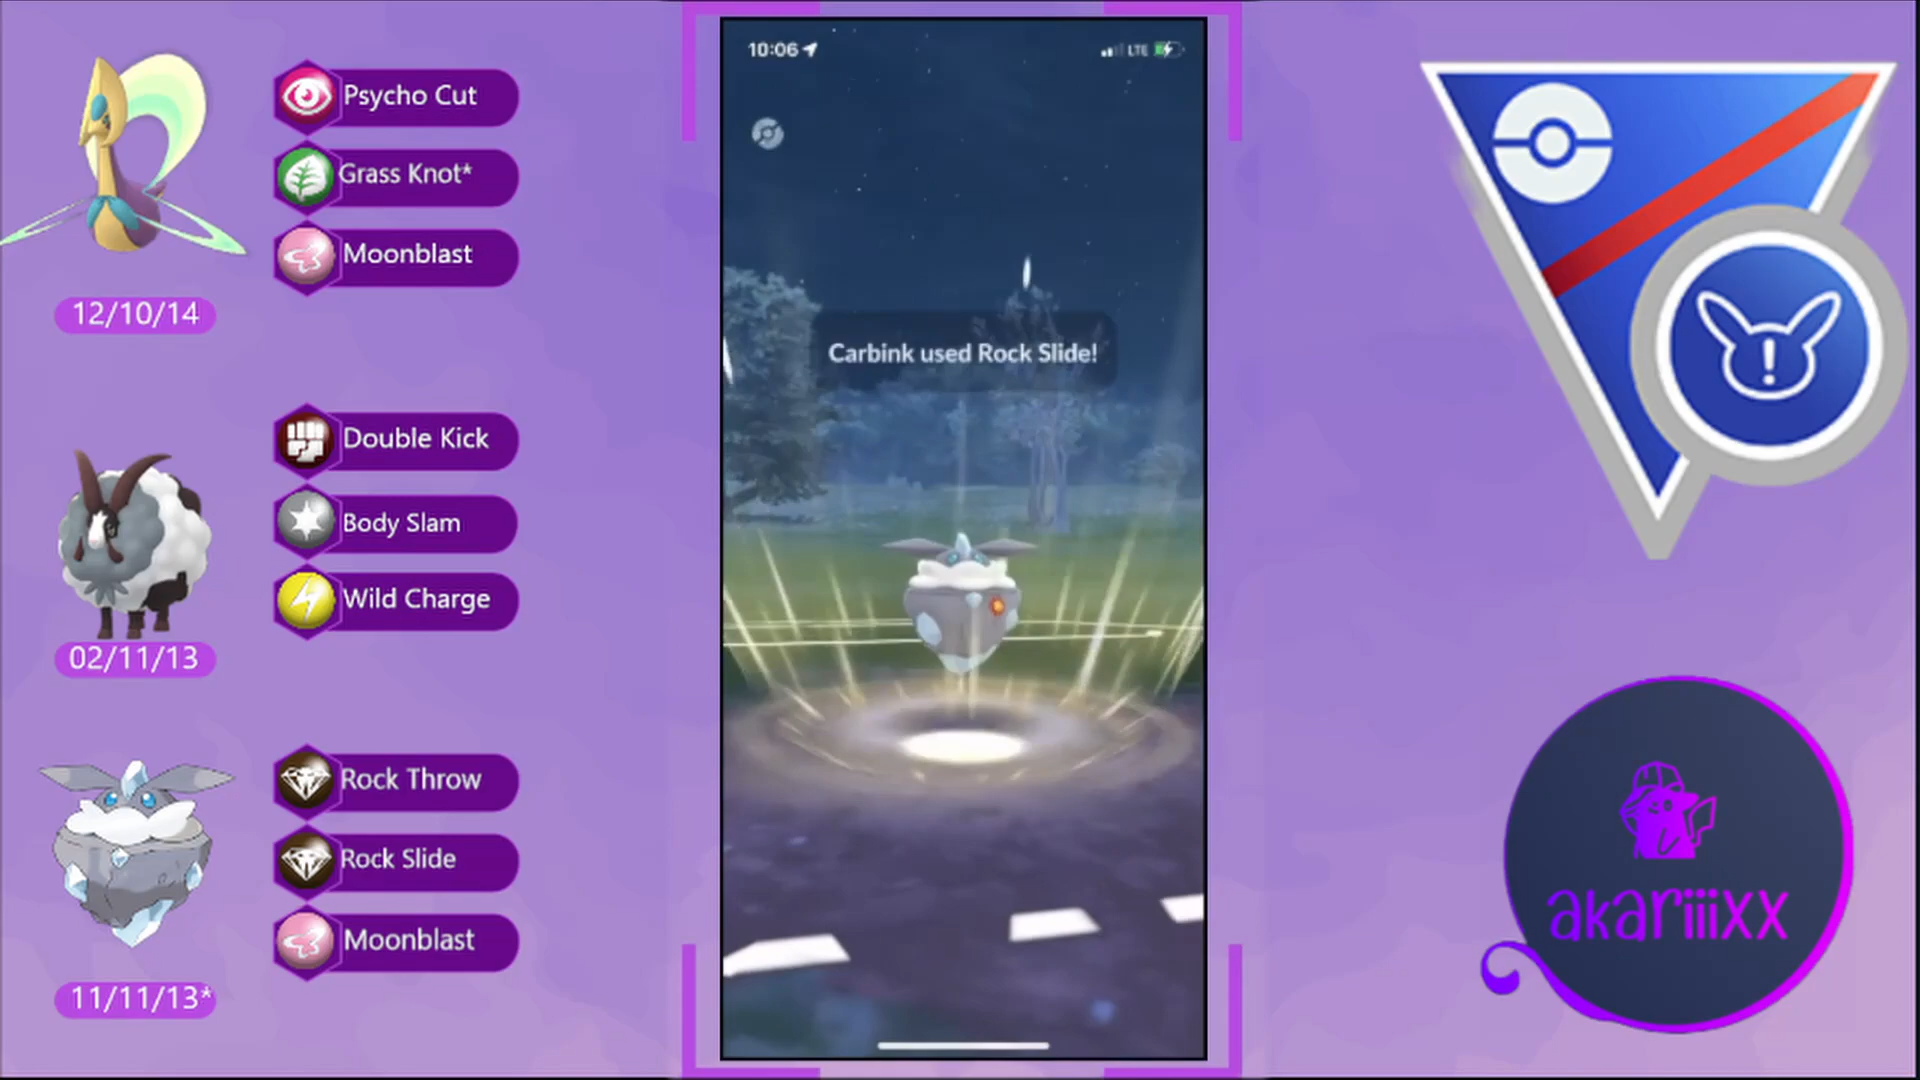 Psycho Cut
Grass Knot*
Moonblast
12/10/14
Double Kick
Body Slam
Wild Charge
02/11/13
Rock Throw
Rock Slide
Moonblast
11/11/13*
10:06
LTE
Carbink used Rock Slide!
!
akariiixx